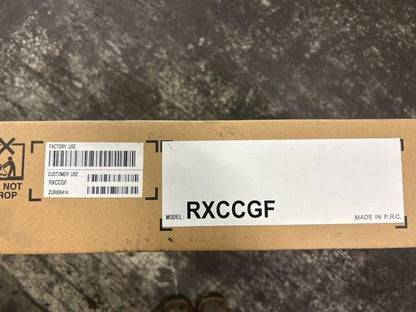 FACTORY USE
CUSTOMER USE
RXCCGF
NOT
ROP
MODEL: RXCCGF
MADE IN P.R.C.